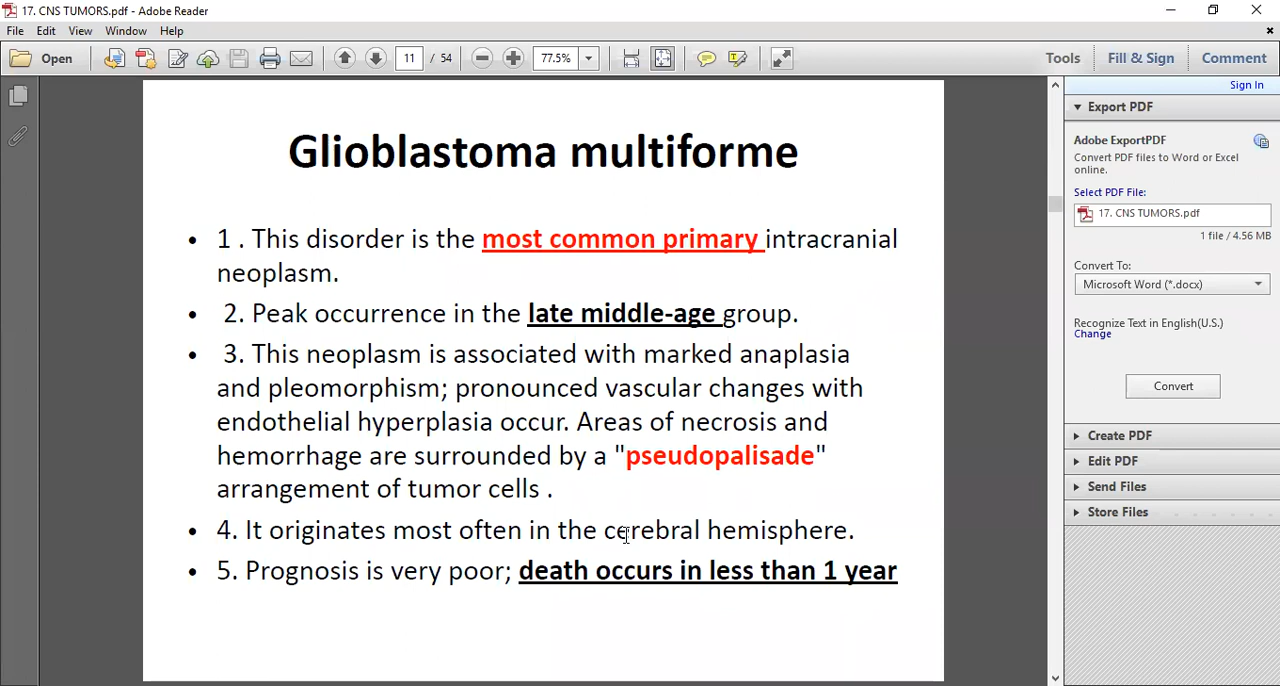 17. CNS TUMORS.pdf - Adobe Reader
File Edit View Window Help
Open 11 / 54 77.5% Tools Fill & Sign Comment
Sign In
Export PDF
Adobe ExportPDF
Convert PDF files to Word or Excel
online.
Select PDF File:
17. CNS TUMORS.pdf
1 file / 4.56 MB
Convert To:
Microsoft Word (*.docx)
Recognize Text in English(U.S.)
Change
Convert
Create PDF
Edit PDF
Send Files
Store Files
Glioblastoma multiforme
• 1 . This disorder is the most common primary intracranial
neoplasm.
• 2. Peak occurrence in the late middle-age group.
• 3. This neoplasm is associated with marked anaplasia
and pleomorphism; pronounced vascular changes with
endothelial hyperplasia occur. Areas of necrosis and
hemorrhage are surrounded by a "pseudopalisade"
arrangement of tumor cells .
• 4. It originates most often in the cerebral hemisphere.
• 5. Prognosis is very poor; death occurs in less than 1 year